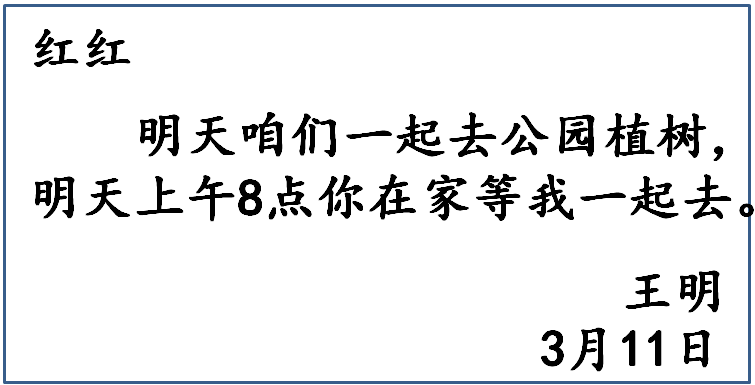 红红
明天咱们一起去公园植树，
明天上午8点你在家等我一起去。
王明
3月11日